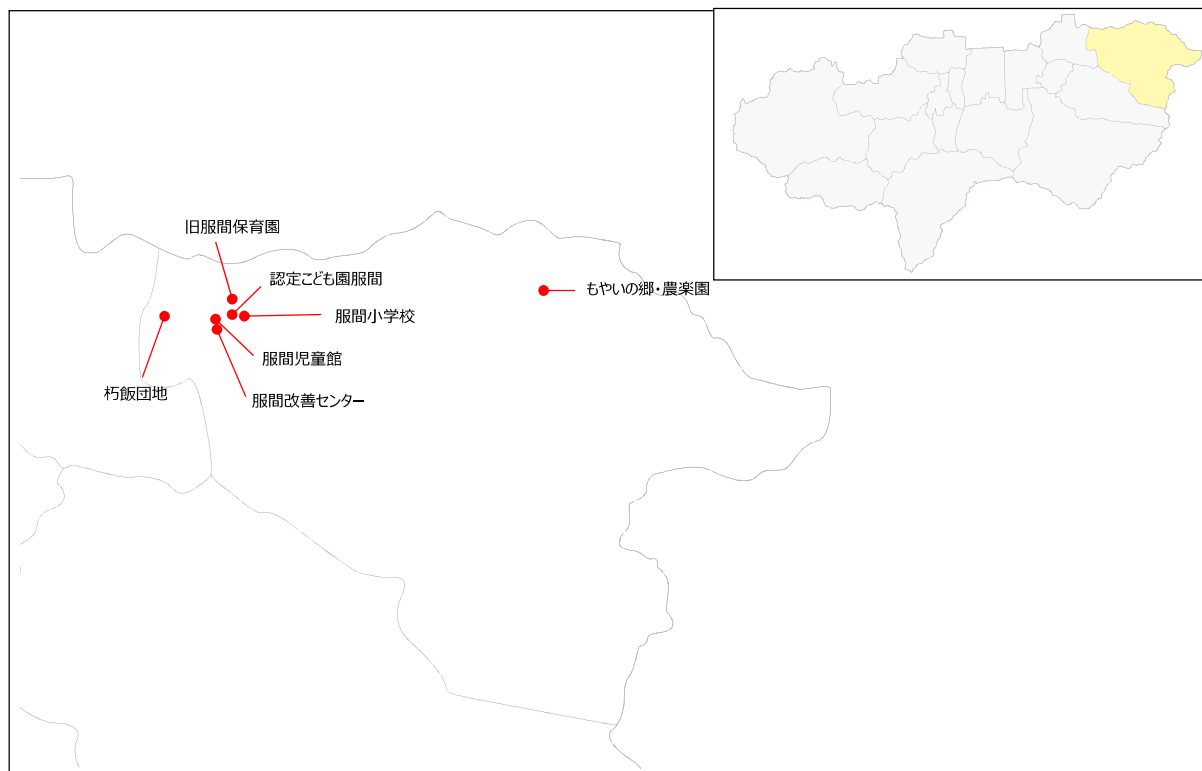 旧服間保育園
認定こども園服間
もやいの郷・農楽園
服間小学校
服間児童館
朽飯団地
服間改善センター